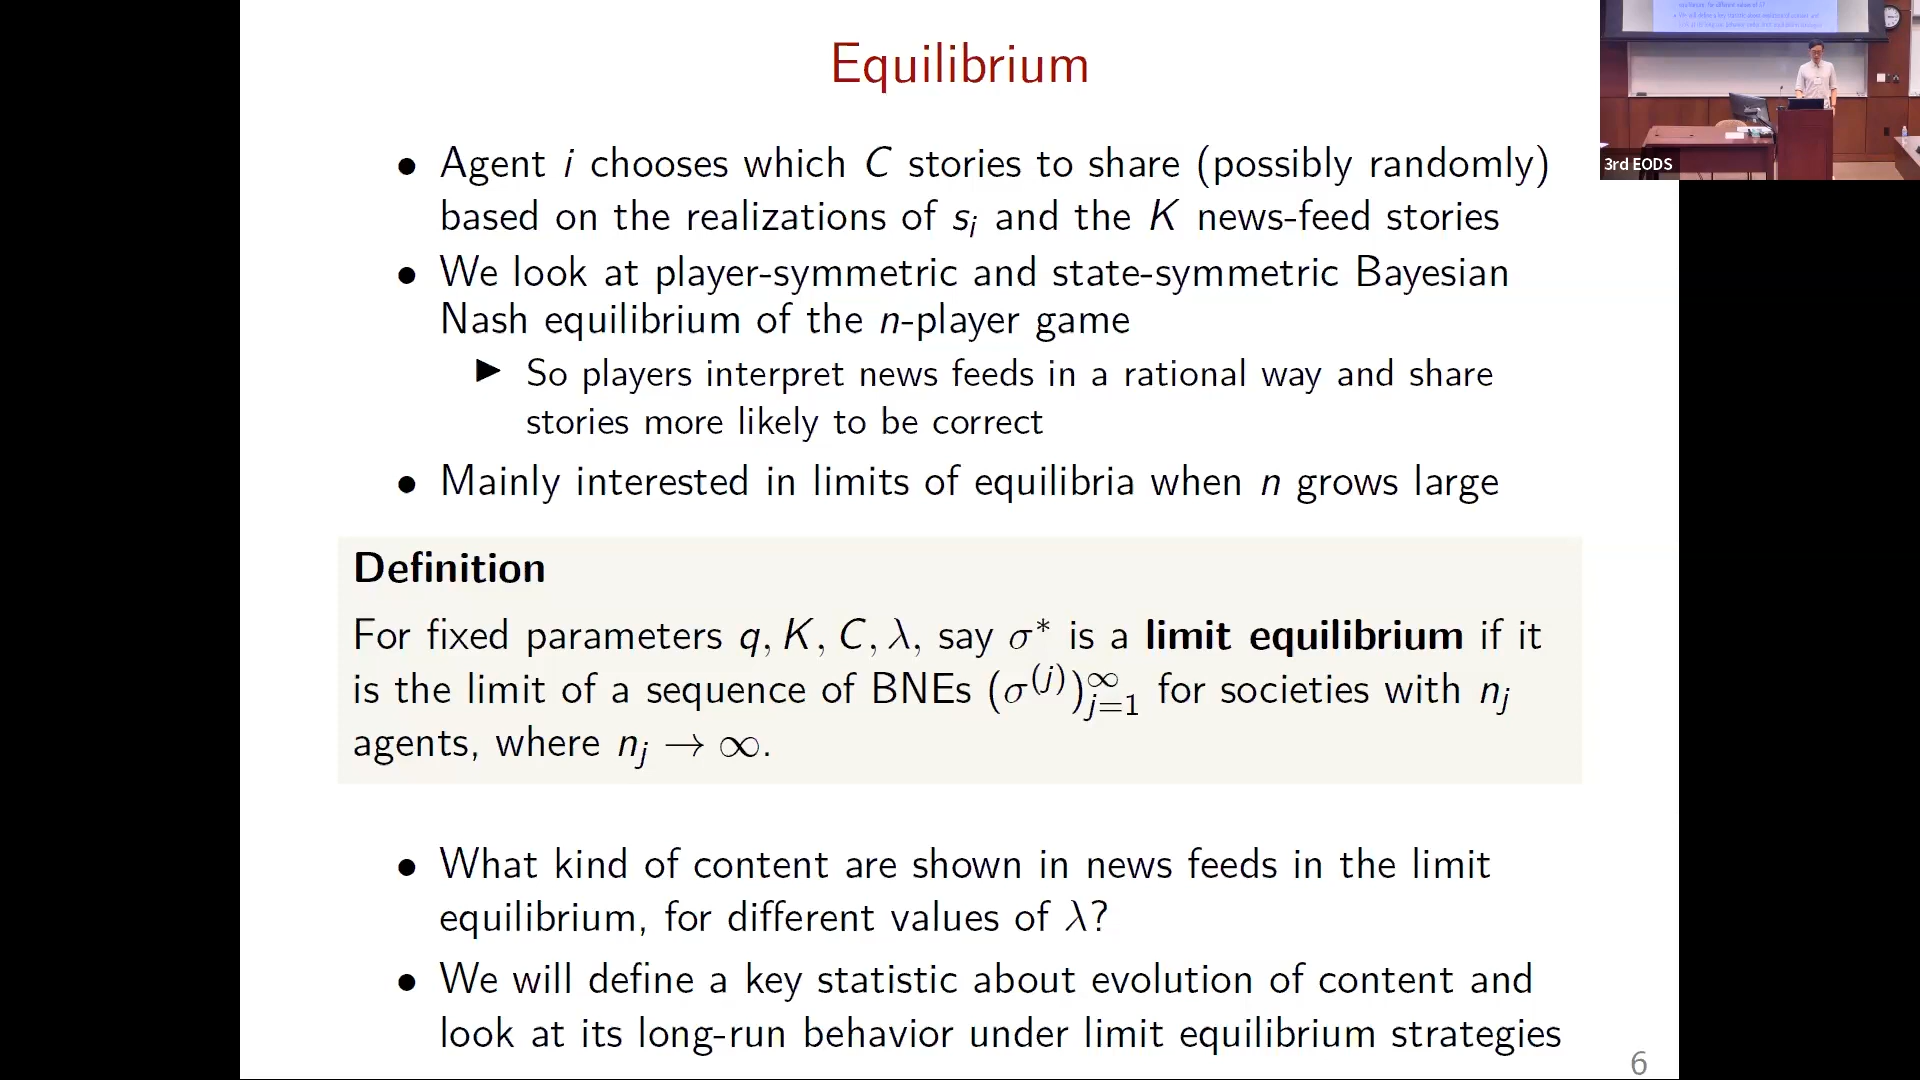 Equilibrium
• Agent i chooses which C stories to share (possibly randomly)
based on the realizations of s_i and the K news-feed stories
• We look at player-symmetric and state-symmetric Bayesian
Nash equilibrium of the n-player game
▶ So players interpret news feeds in a rational way and share
stories more likely to be correct
• Mainly interested in limits of equilibria when n grows large
Definition
For fixed parameters q, K, C, λ, say σ* is a limit equilibrium if it
is the limit of a sequence of BNEs (σ^(j))_{j=1}^∞ for societies with n_j
agents, where n_j → ∞.
• What kind of content are shown in news feeds in the limit
equilibrium, for different values of λ?
• We will define a key statistic about evolution of content and
look at its long-run behavior under limit equilibrium strategies
6
3rd EODS